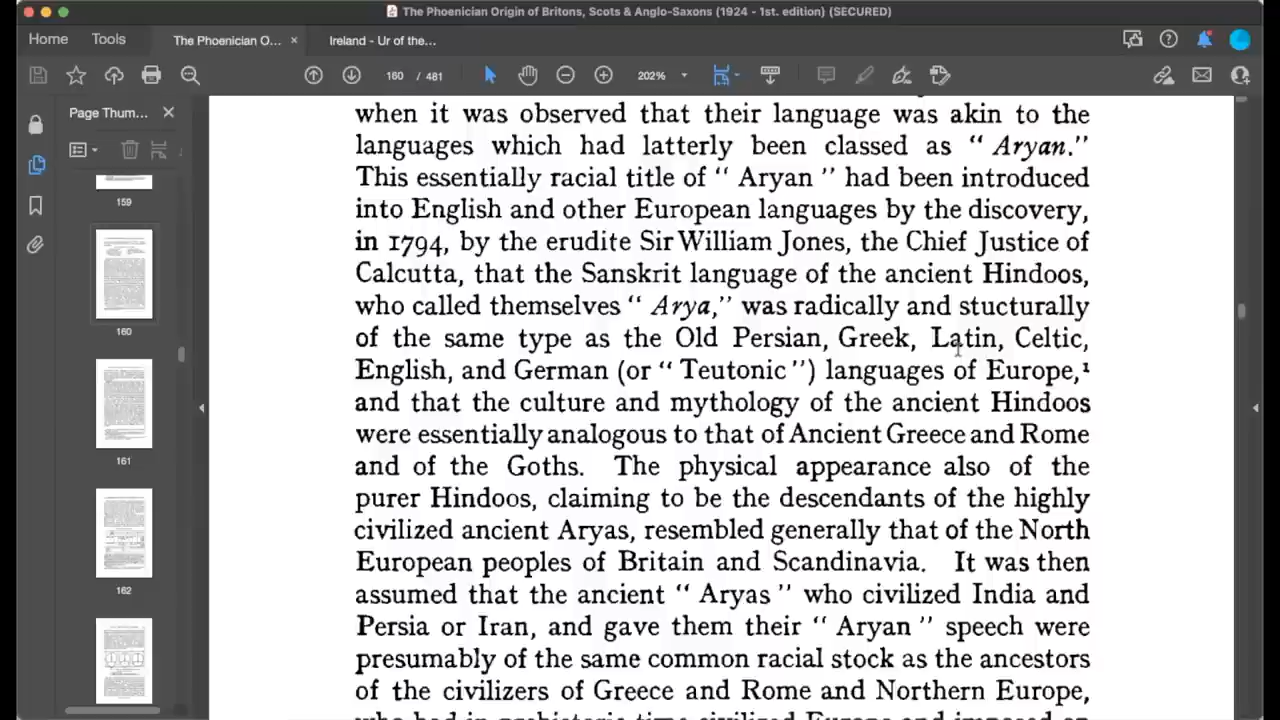 The Phoenician Origin of Britons, Scots & Anglo-Saxons (1924 - 1st. edition) (SECURED)
Home Tools The Phoenician O... × Ireland - Ur of the...
160 / 481 202%
Page Thum... ×
159
160
161
162
when it was observed that their language was akin to the
languages which had latterly been classed as “ Aryan.”
This essentially racial title of “ Aryan ” had been introduced
into English and other European languages by the discovery,
in 1794, by the erudite Sir William Jones, the Chief Justice of
Calcutta, that the Sanskrit language of the ancient Hindoos,
who called themselves “ Arya,” was radically and stucturally
of the same type as the Old Persian, Greek, Latin, Celtic,
English, and German (or “ Teutonic ”) languages of Europe,¹
and that the culture and mythology of the ancient Hindoos
were essentially analogous to that of Ancient Greece and Rome
and of the Goths. The physical appearance also of the
purer Hindoos, claiming to be the descendants of the highly
civilized ancient Aryas, resembled generally that of the North
European peoples of Britain and Scandinavia. It was then
assumed that the ancient “ Aryas ” who civilized India and
Persia or Iran, and gave them their “ Aryan ” speech were
presumably of the same common racial stock as the ancestors
of the civilizers of Greece and Rome and Northern Europe,